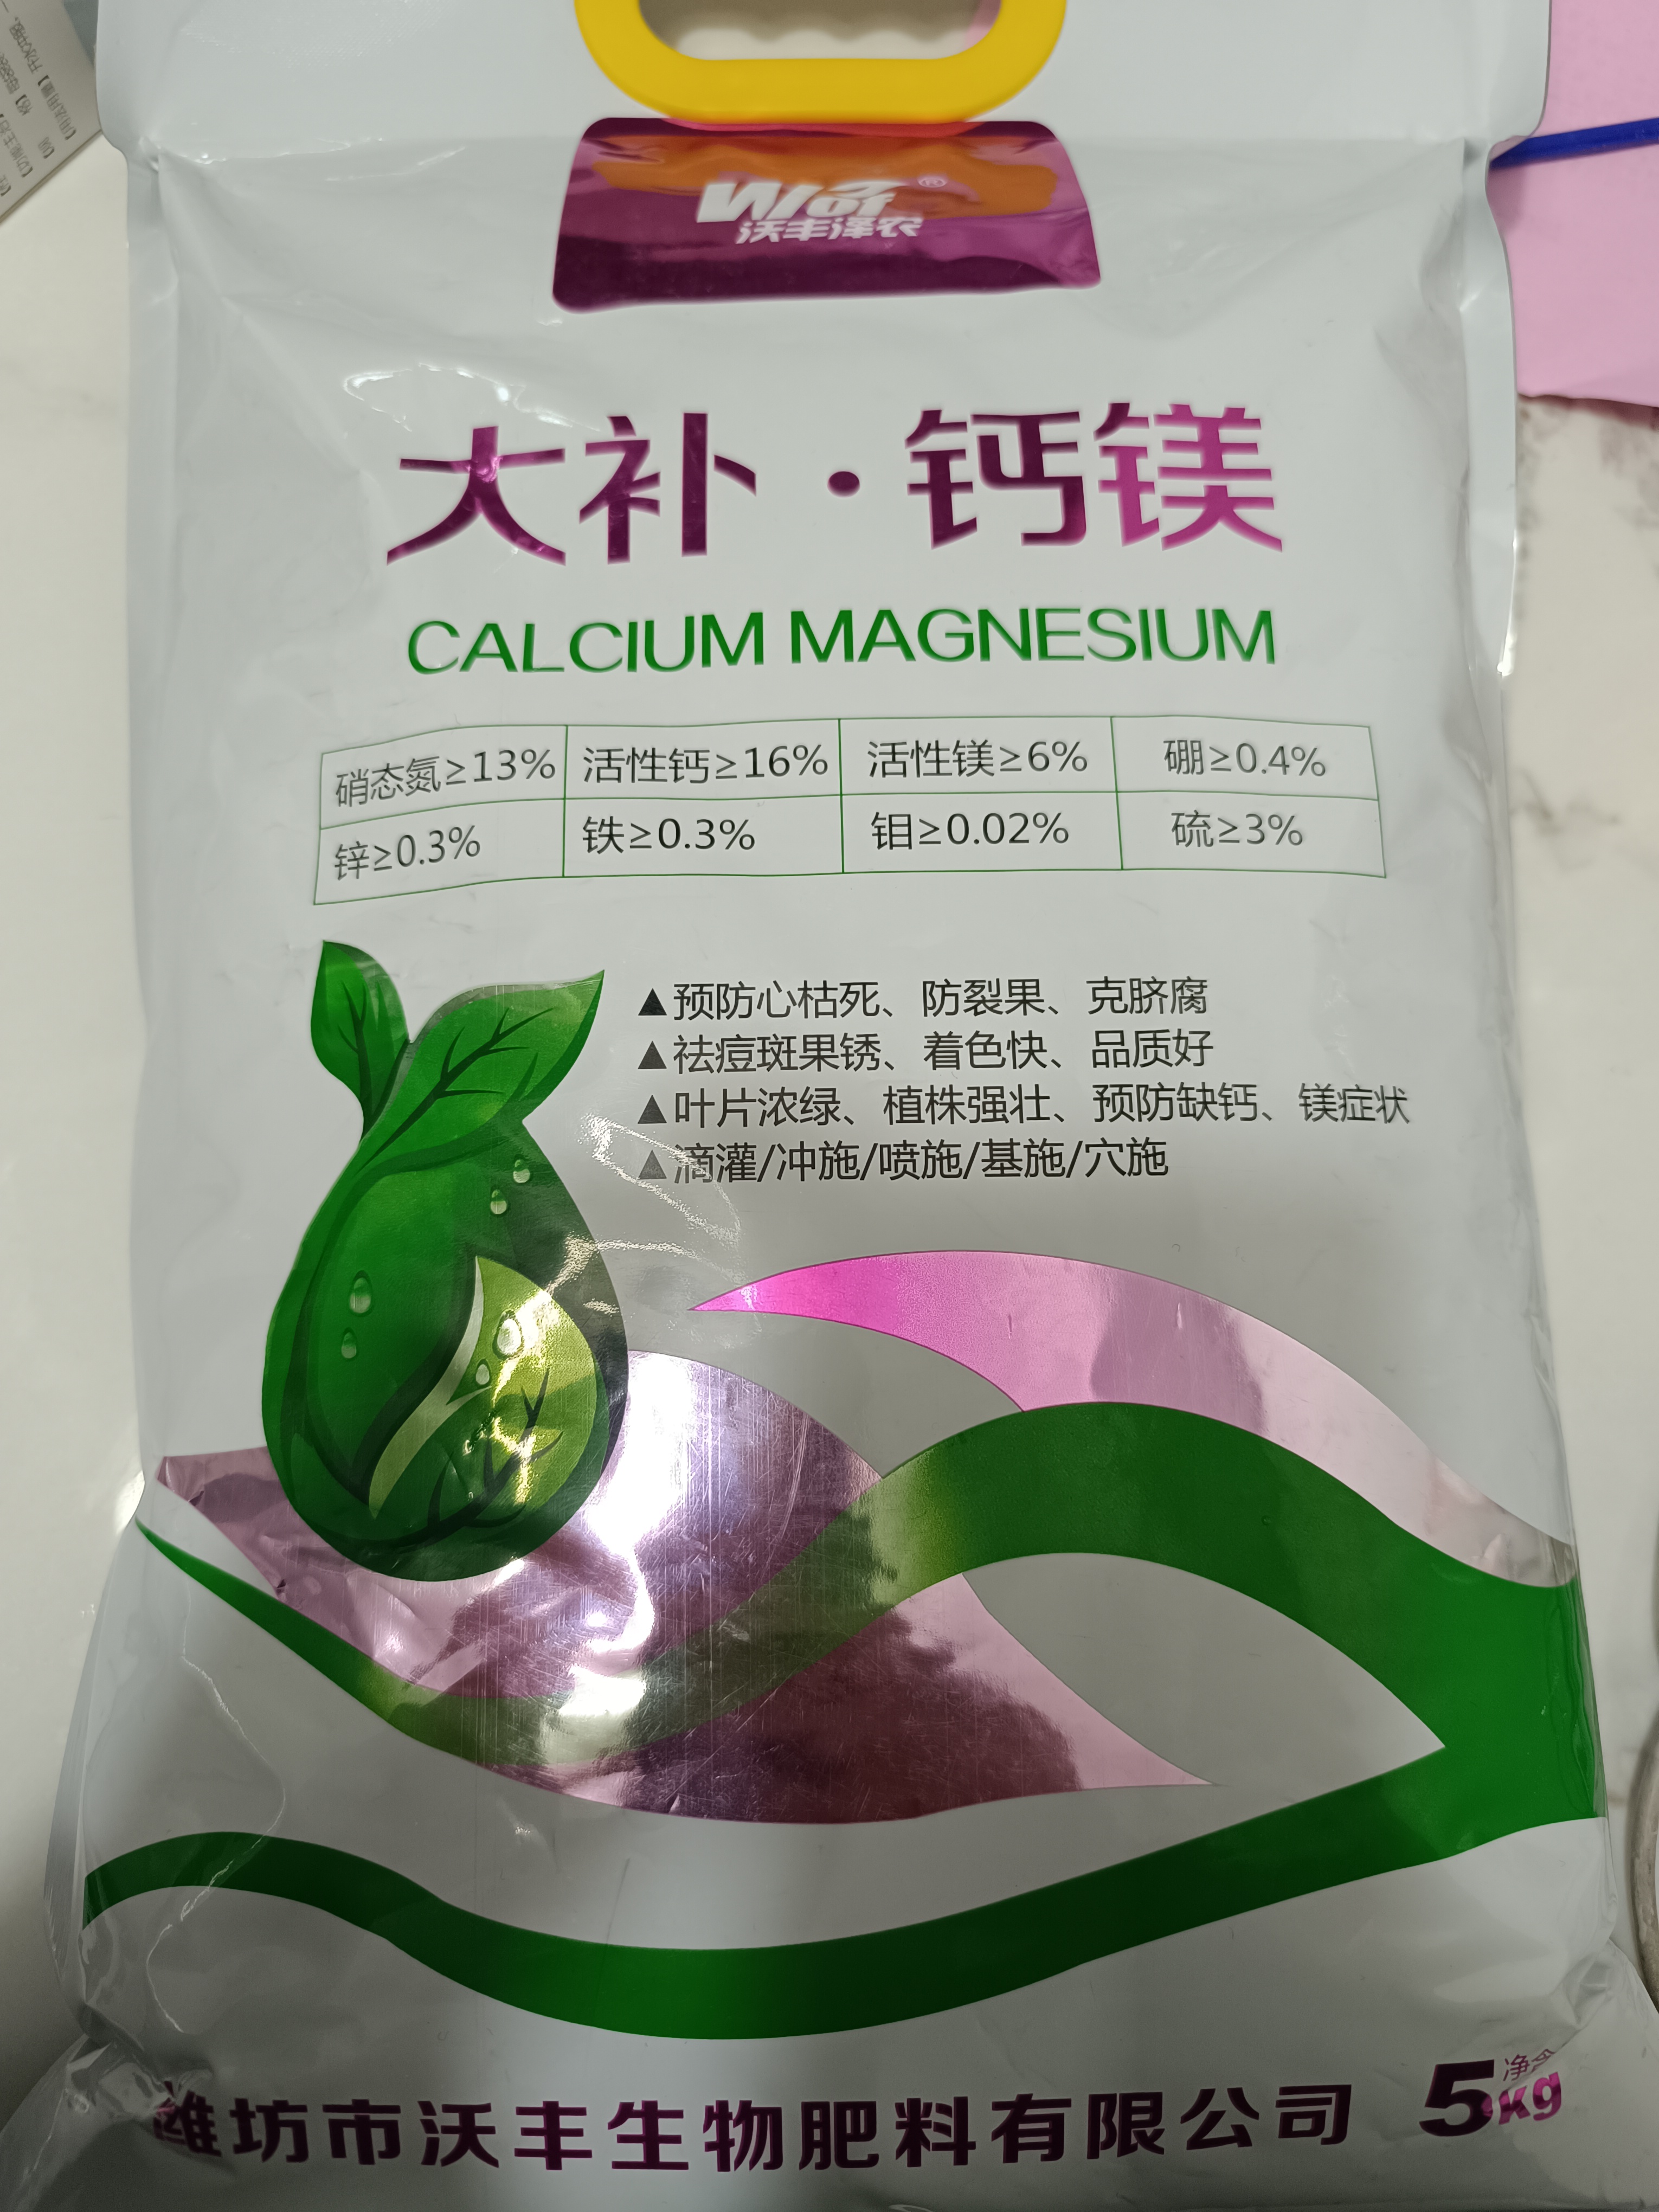 Wof®
沃丰泽农
大补·钙镁
CALCIUM MAGNESIUM
硝态氮≥13% 活性钙≥16% 活性镁≥6% 硼≥0.4%
锌≥0.3% 铁≥0.3% 钼≥0.02% 硫≥3%
▲预防心枯死、防裂果、克脐腐
▲祛痘斑果锈、着色快、品质好
▲叶片浓绿、植株强壮、预防缺钙、镁症状
▲滴灌/冲施/喷施/基施/穴施
净含
潍坊市沃丰生物肥料有限公司 5kg